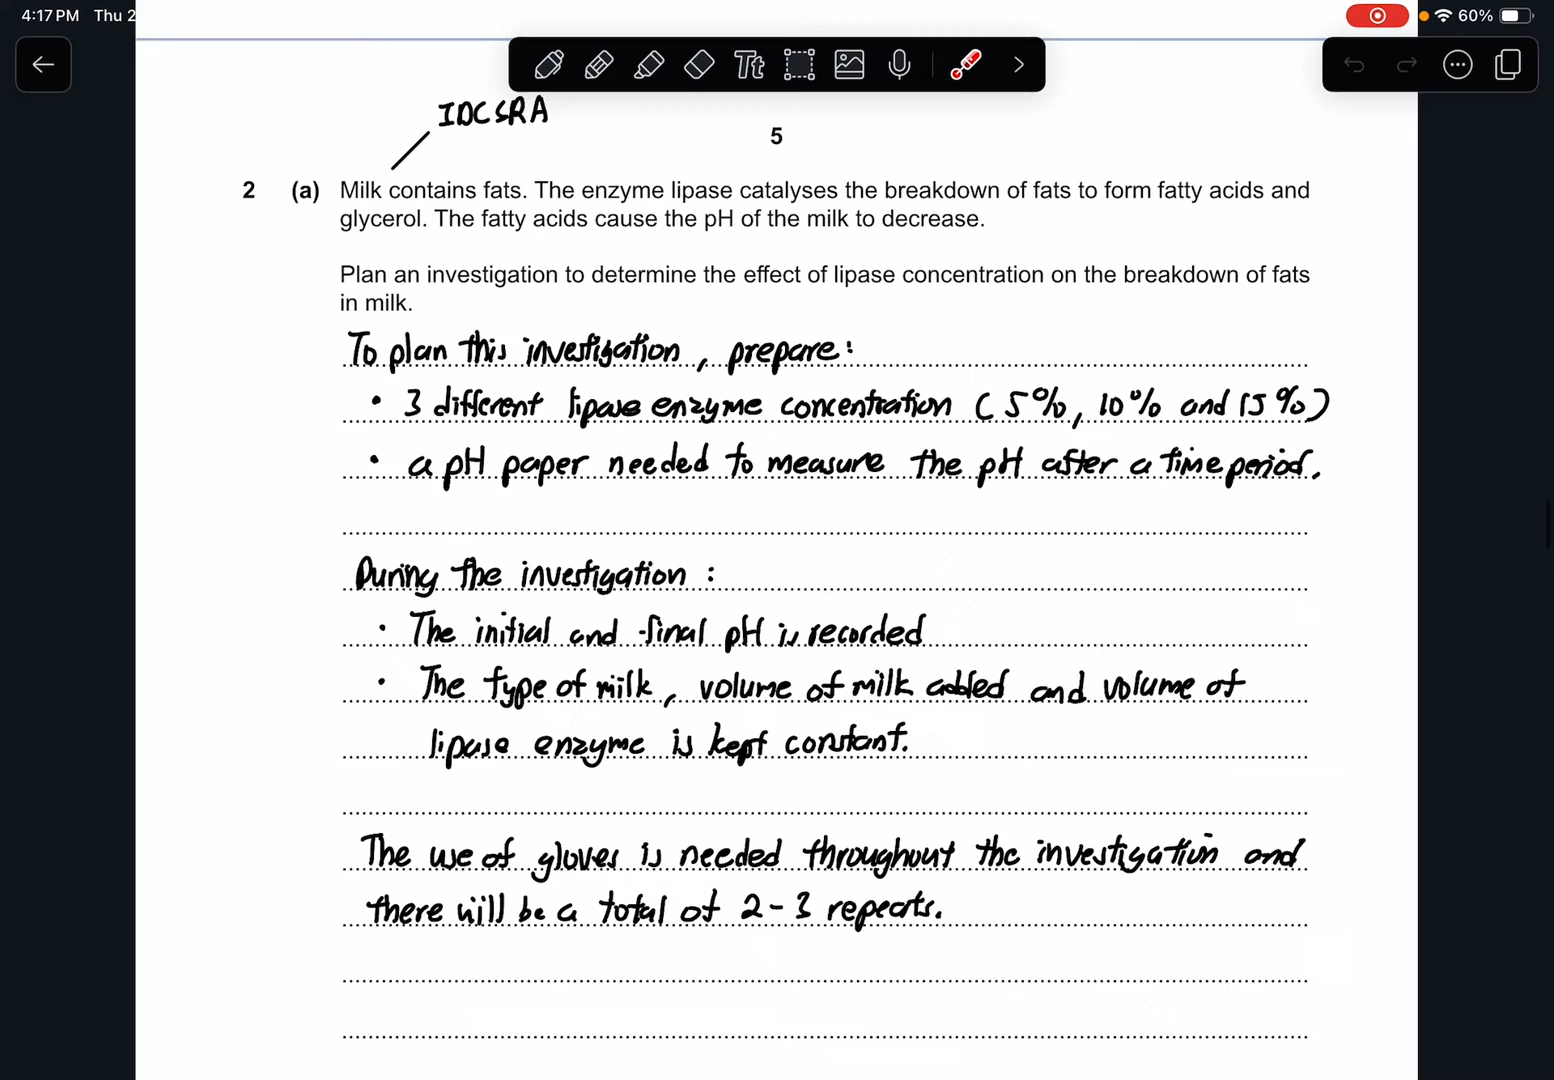 4:17 PM Thu 2
60%
Tt
IDCSRA
5
2 (a) Milk contains fats. The enzyme lipase catalyses the breakdown of fats to form fatty acids and
glycerol. The fatty acids cause the pH of the milk to decrease.
Plan an investigation to determine the effect of lipase concentration on the breakdown of fats
in milk.
To plan this investigation, prepare:
• 3 different lipase enzyme concentration (5%, 10% and 15%)
• a pH paper needed to measure the pH after a time period.
During the investigation :
• The initial and final pH is recorded
• The type of milk, volume of milk added and volume of
lipase enzyme is kept constant.
The use of gloves is needed throughout the investigation and
there will be a total of 2-3 repeats.